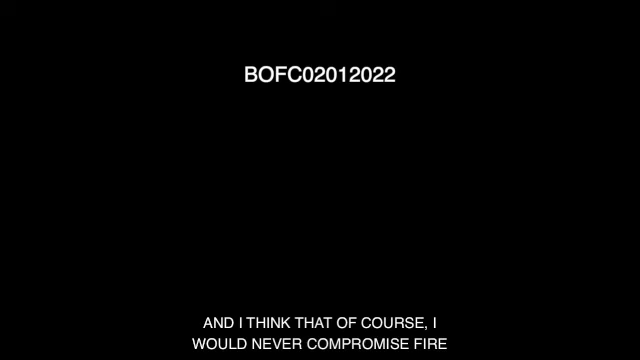 BOFC02012022
AND I THINK THAT OF COURSE, I
WOULD NEVER COMPROMISE FIRE